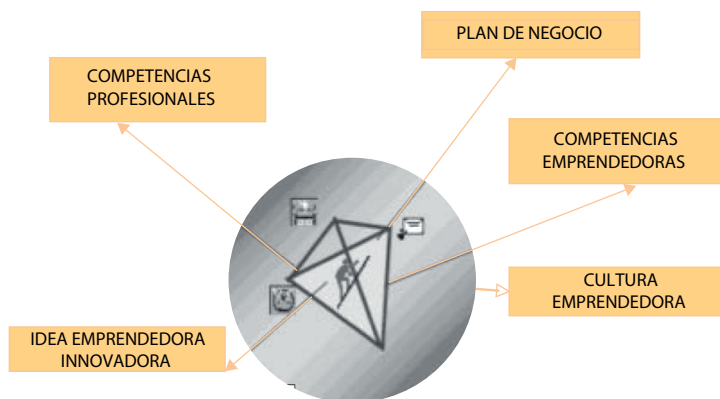 PLAN DE NEGOCIO
COMPETENCIAS
PROFESIONALES
COMPETENCIAS
EMPRENDEDORAS
CULTURA
EMPRENDEDORA
IDEA EMPRENDEDORA
INNOVADORA